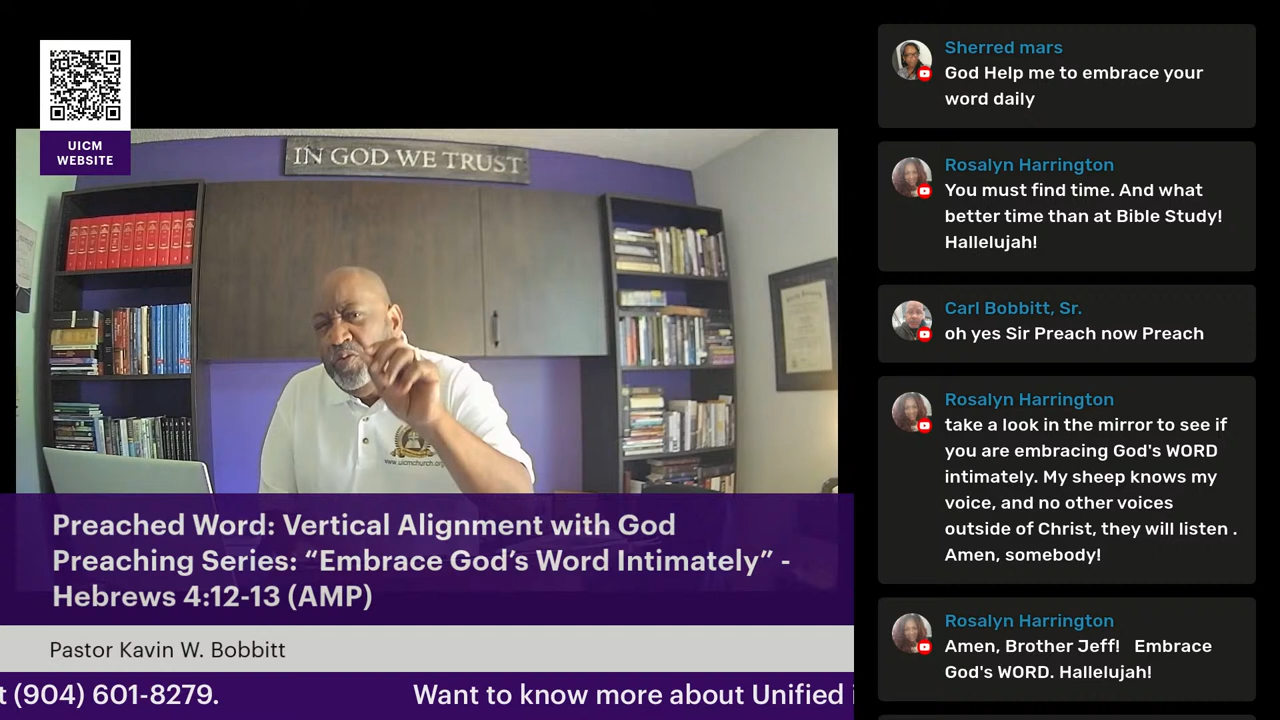 UICM
WEBSITE
IN GOD WE TRUST
www.uicmchurch.org
Preached Word: Vertical Alignment with God
Preaching Series: “Embrace God’s Word Intimately” -
Hebrews 4:12-13 (AMP)
Pastor Kavin W. Bobbitt
t (904) 601-8279.
Want to know more about Unified i
Sherred mars
God Help me to embrace your
word daily
Rosalyn Harrington
You must find time. And what
better time than at Bible Study!
Hallelujah!
Carl Bobbitt, Sr.
oh yes Sir Preach now Preach
Rosalyn Harrington
take a look in the mirror to see if
you are embracing God's WORD
intimately. My sheep knows my
voice, and no other voices
outside of Christ, they will listen .
Amen, somebody!
Rosalyn Harrington
Amen, Brother Jeff! Embrace
God's WORD. Hallelujah!